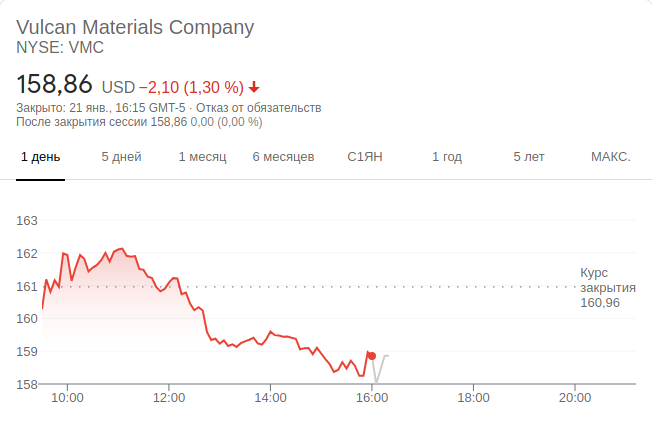 Vulcan Materials Company
NYSE: VMC
158,86 USD −2,10 (1,30 %)
Закрыто: 21 янв., 16:15 GMT-5 · Отказ от обязательств
После закрытия сессии 158,86 0,00 (0,00 %)
1 день 5 дней 1 месяц 6 месяцев С1ЯН 1 год 5 лет МАКС.
163
162
161
160
159
158
Курс
закрытия
160,96
10:00 12:00 14:00 16:00 18:00 20:00